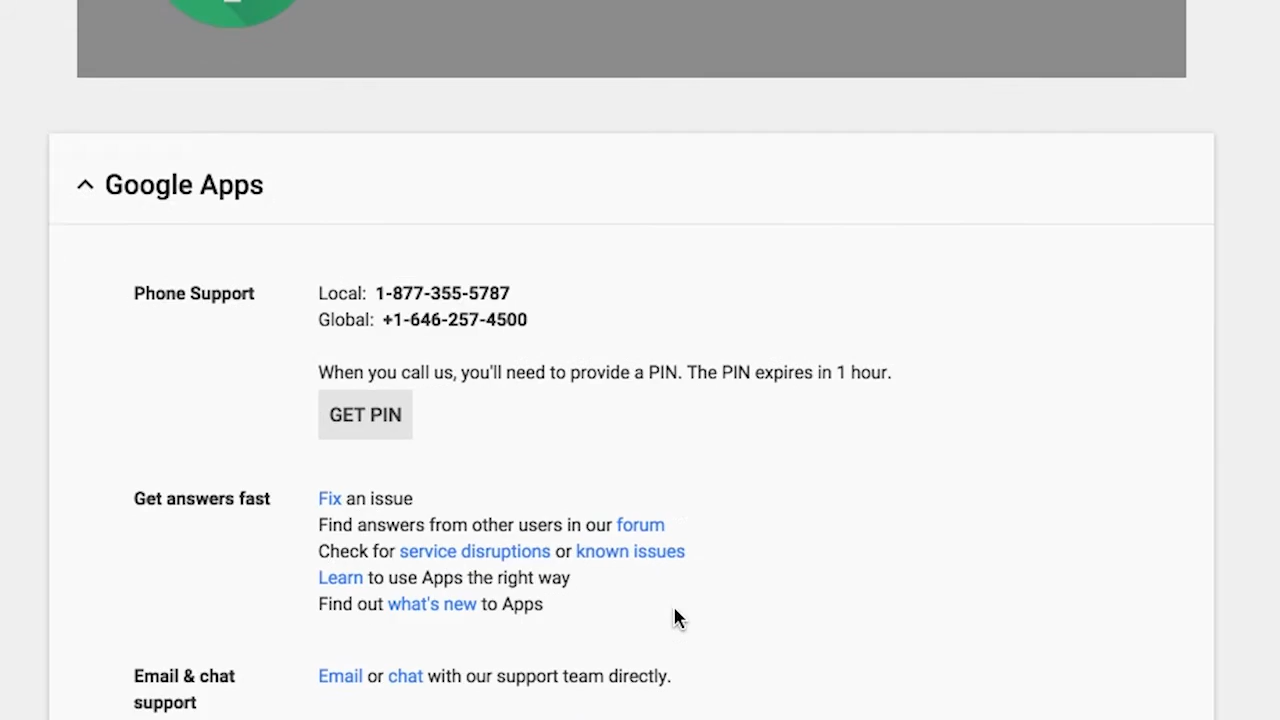 Google Apps
Phone Support
Local: 1-877-355-5787
Global: +1-646-257-4500
When you call us, you'll need to provide a PIN. The PIN expires in 1 hour.
GET PIN
Get answers fast
Fix an issue
Find answers from other users in our forum
Check for service disruptions or known issues
Learn to use Apps the right way
Find out what's new to Apps
Email & chat
support
Email or chat with our support team directly.